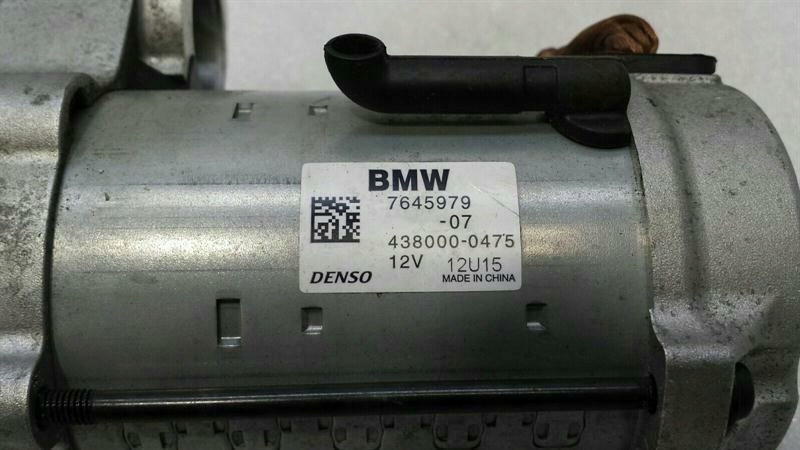 BMW
7645979
-07
438000-0475
12V 12U15
DENSO MADE IN CHINA